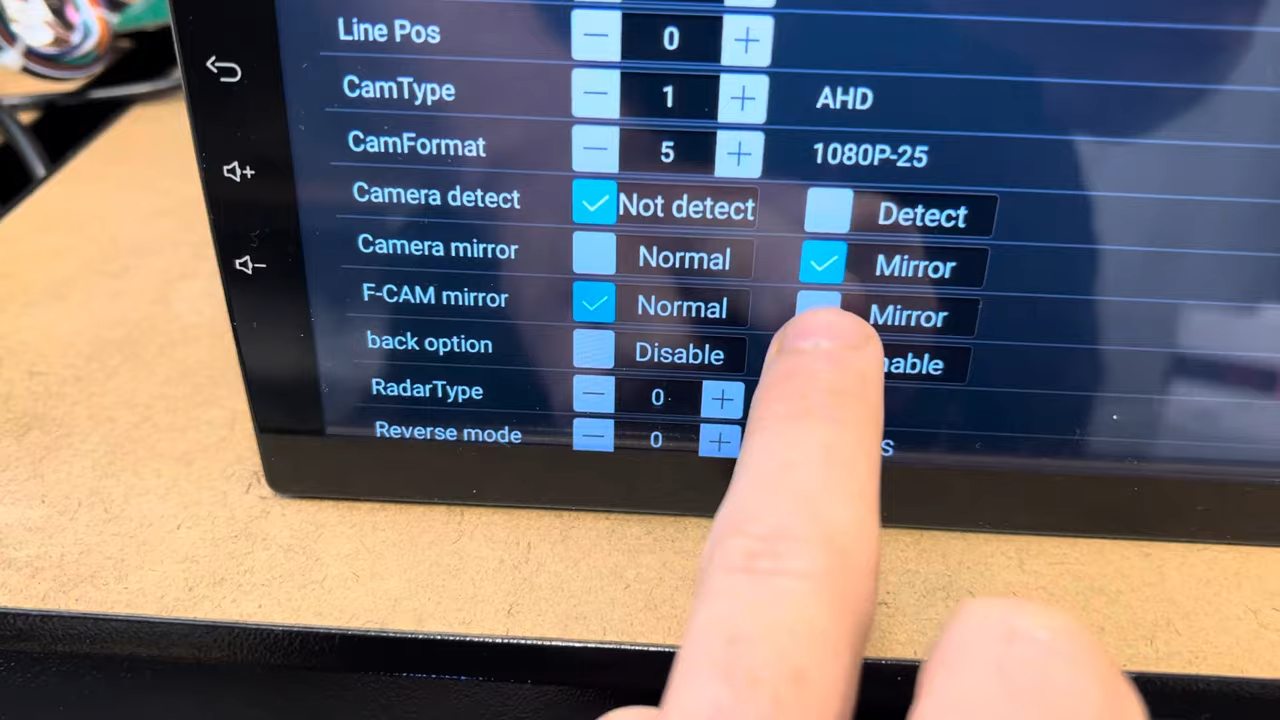 Line Pos − 0 +
CamType − 1 + AHD
CamFormat − 5 + 1080P-25
Camera detect Not detect Detect
Camera mirror Normal Mirror
F-CAM mirror Normal Mirror
back option Disable
RadarType − 0 +
Reverse mode − 0 +